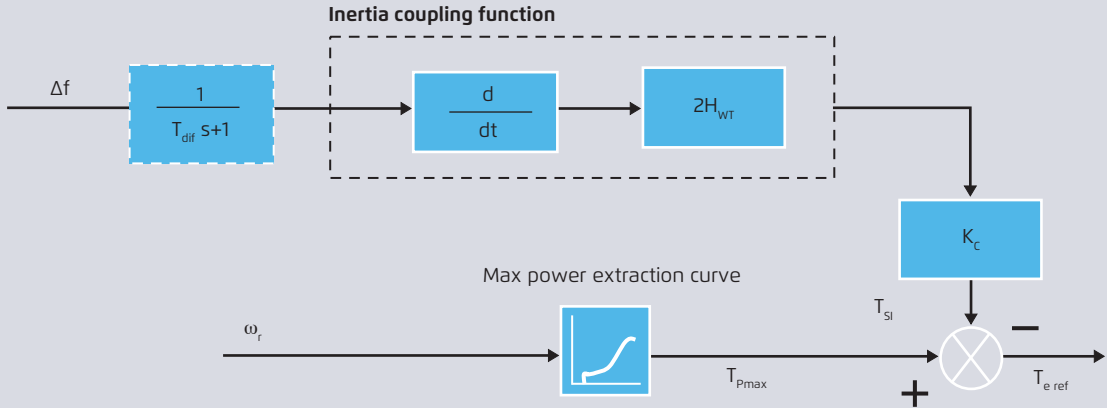 Inertia coupling function
Δf
1
T_dif s+1
d
dt
2H_WT
K_C
Max power extraction curve
T_SI
−
ω_r
T_Pmax
+
T_e ref